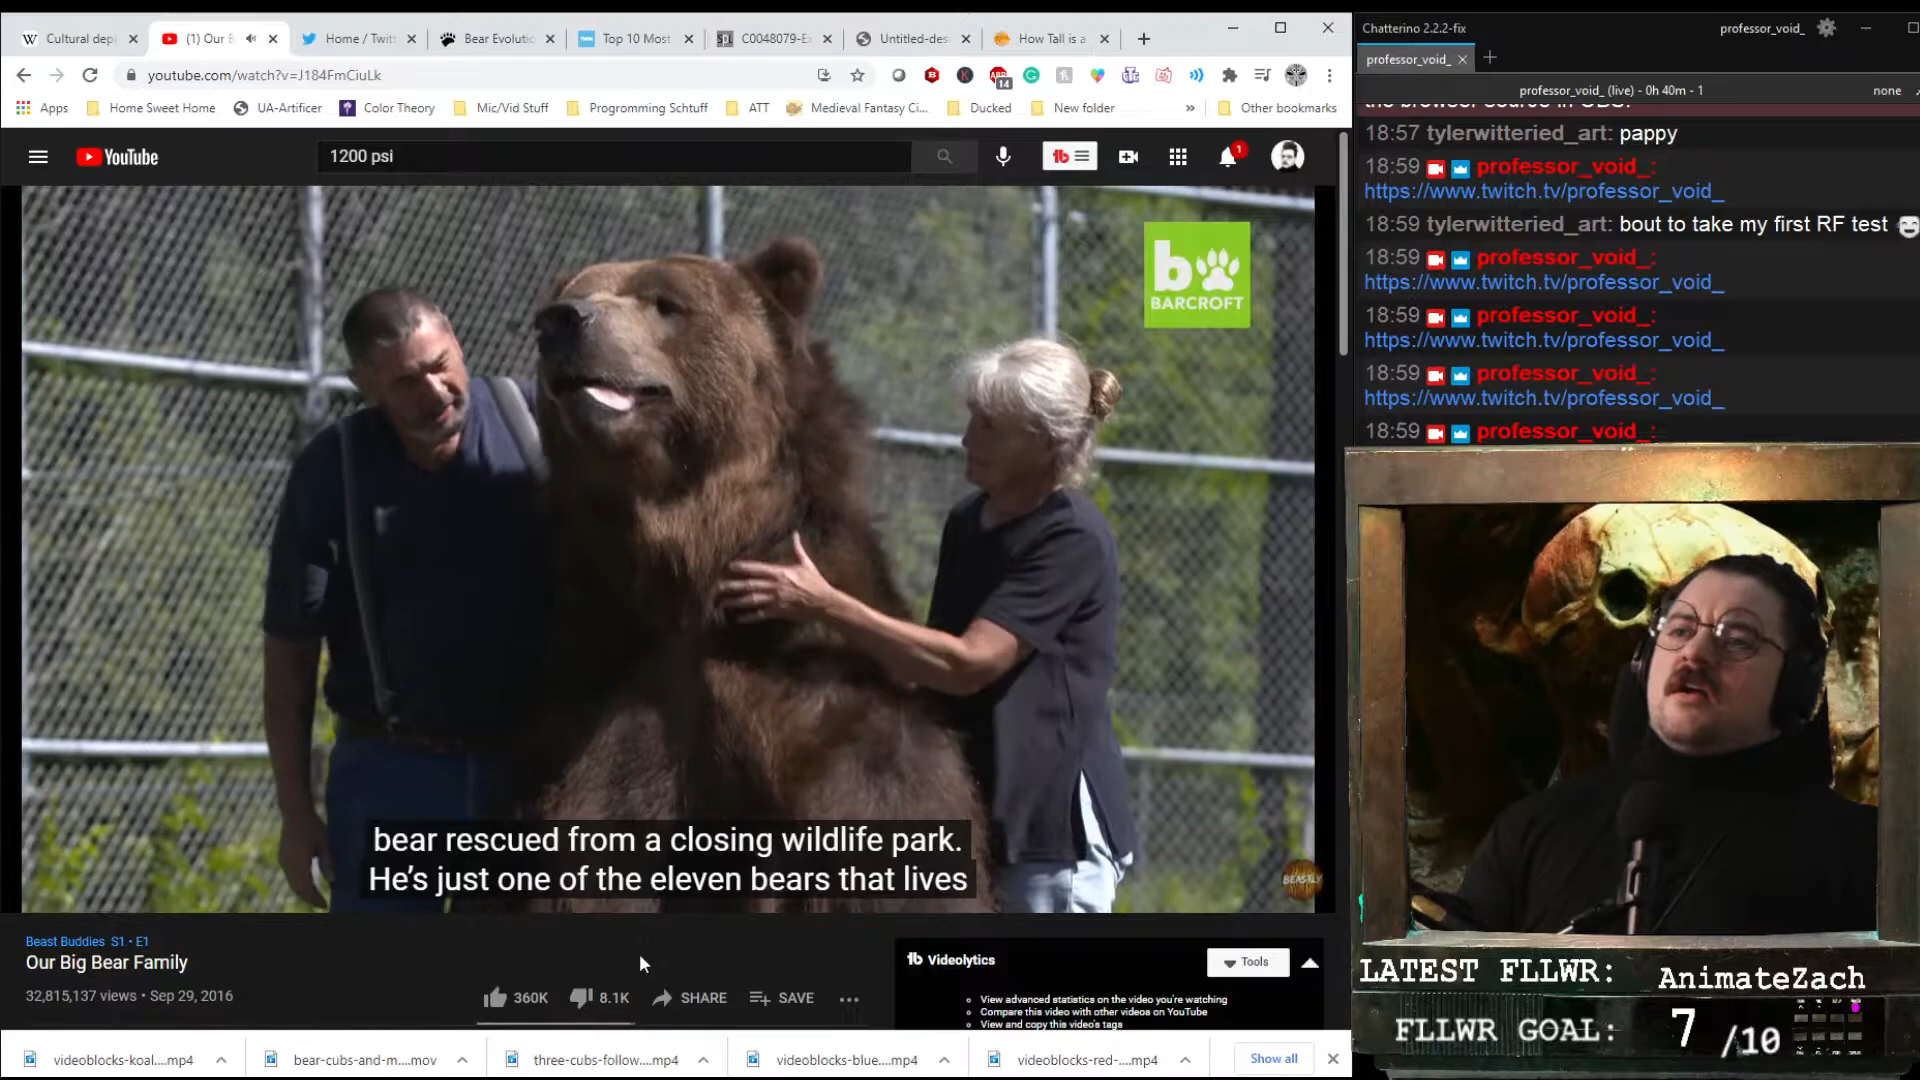 Cultural dep
(1) Our B
Home / Twitt
Bear Evolutio
Top 10 Most
C0048079-Ex
Untitled-des
How Tall is a
youtube.com/watch?v=J184FmCiuLk
14
Apps
Home Sweet Home
UA-Artificer
Color Theory
Mic/Vid Stuff
Programming Schtuff
ATT
Medieval Fantasy Ci...
Ducked
New folder
»
Other bookmarks
YouTube
1200 psi
1
b
BARCROFT
bear rescued from a closing wildlife park.
He's just one of the eleven bears that lives
BEASTLY
Beast Buddies S1 • E1
Our Big Bear Family
32,815,137 views • Sep 29, 2016
360K
8.1K
SHARE
SAVE
Videolytics
Tools
• View advanced statistics on the video you're watching
• Compare this video with other videos on YouTube
• View and copy this video's tags
videoblocks-koal....mp4
bear-cubs-and-m....mov
three-cubs-follow....mp4
videoblocks-blue....mp4
videoblocks-red-....mp4
Show all
Chatterino 2.2.2-fix
professor_void_
professor_void_
professor_void_ (live) - 0h 40m - 1
none
the browser source in OBS.
18:57 tylerwitteried_art: pappy
18:59 professor_void_:
https://www.twitch.tv/professor_void_
18:59 tylerwitteried_art: bout to take my first RF test
18:59 professor_void_:
https://www.twitch.tv/professor_void_
18:59 professor_void_:
https://www.twitch.tv/professor_void_
18:59 professor_void_:
https://www.twitch.tv/professor_void_
18:59 professor_void_:
LATEST FLLWR: AnimateZach
FLLWR GOAL: 7 /10